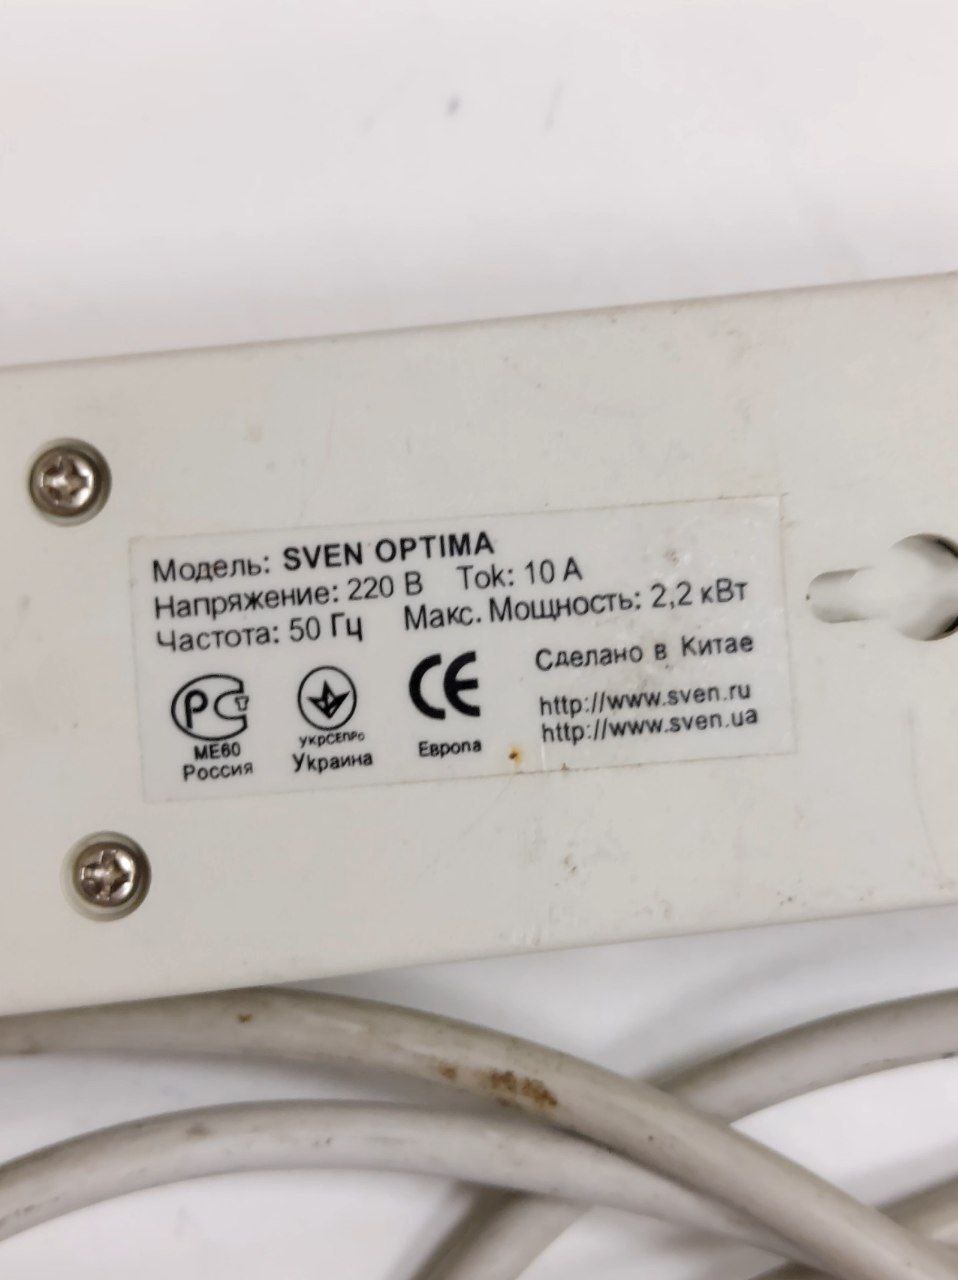 Модель: SVEN OPTIMA
Напряжение: 220 В Ток: 10 А
Частота: 50 Гц Макс. Мощность: 2,2 кВт
РСТ
МЕ60
Россия
УкрСЕПРО
Украина
CE
Европа
Сделано в Китае
http://www.sven.ru
http://www.sven.ua